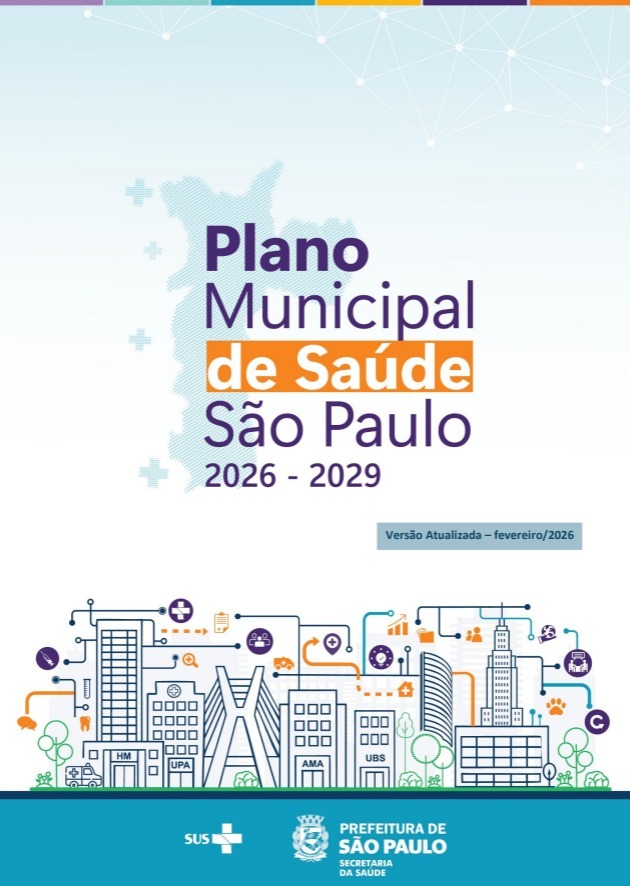 Plano
Municipal
de Saúde
São Paulo
2026 - 2029
Versão Atualizada – fevereiro/2026
HM
UPA
AMA
UBS
C
SUS
PREFEITURA DE
SÃO PAULO
SECRETARIA
DA SAÚDE